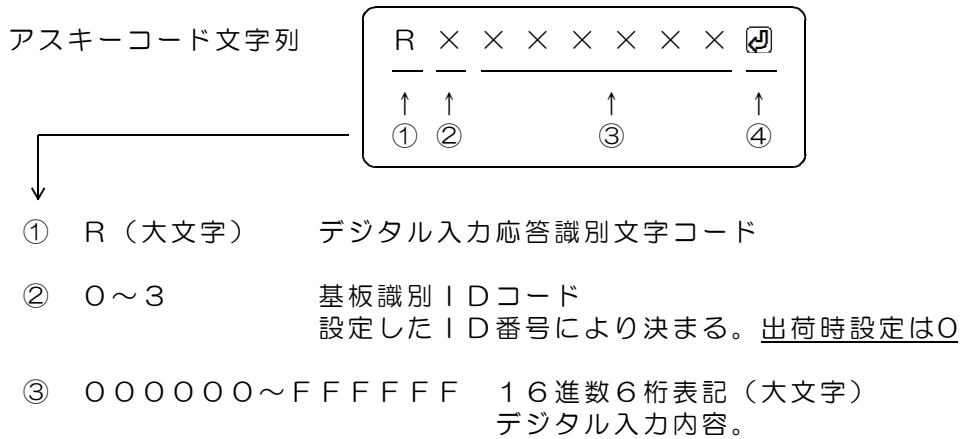 アスキーコード文字列
R × × × × × × × ⏎
↑ ↑ ↑ ↑
① ② ③ ④
① R（大文字） デジタル入力応答識別文字コード
② 0～3 基板識別IDコード
設定したID番号により決まる。出荷時設定は0
③ 000000～FFFFFF 16進数6桁表記（大文字）
デジタル入力内容。